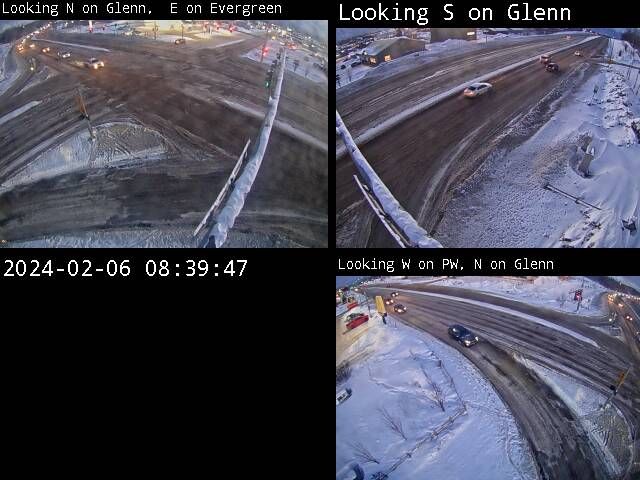 Looking N on Glenn,  E on Evergreen
Looking S on Glenn
2024-02-06 08:39:47
Looking W on PW, N on Glenn